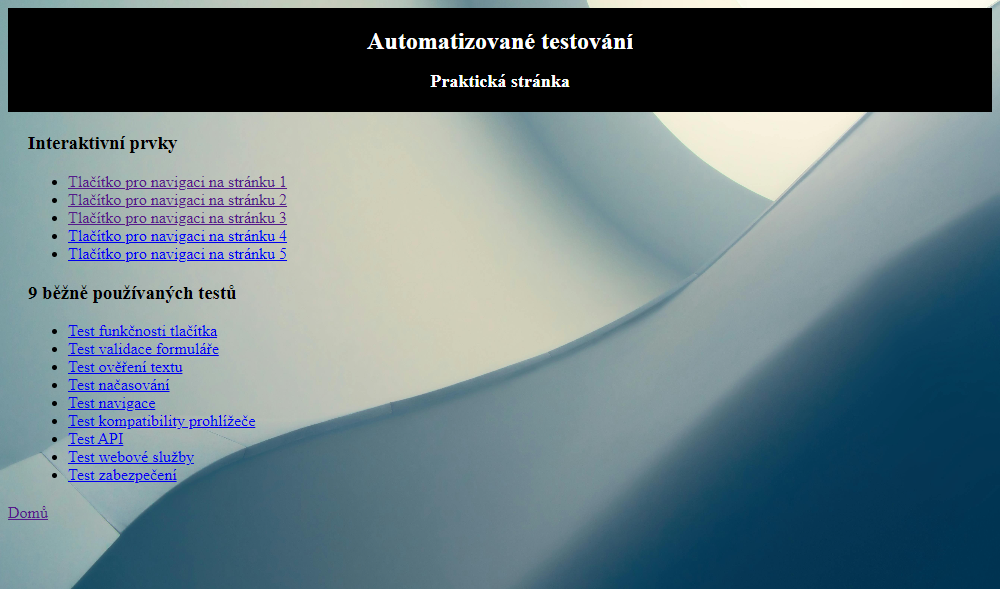 Automatizované testování
Praktická stránka
Interaktivní prvky
Tlačítko pro navigaci na stránku 1
Tlačítko pro navigaci na stránku 2
Tlačítko pro navigaci na stránku 3
Tlačítko pro navigaci na stránku 4
Tlačítko pro navigaci na stránku 5
9 běžně používaných testů
Test funkčnosti tlačítka
Test validace formuláře
Test ověření textu
Test načasování
Test navigace
Test kompatibility prohlížeče
Test API
Test webové služby
Test zabezpečení
Domů